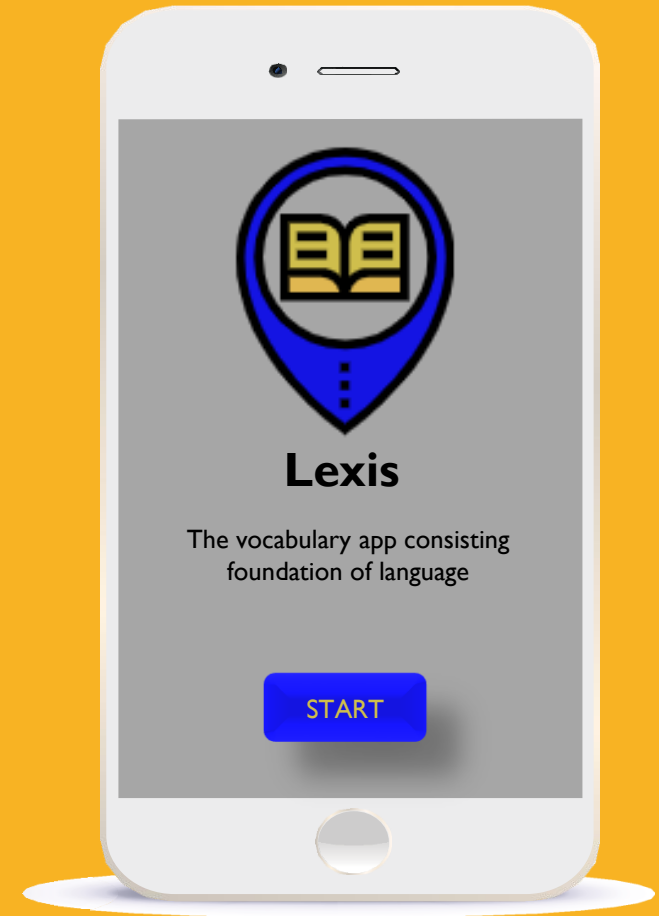 Lexis
The vocabulary app consisting
foundation of language
START